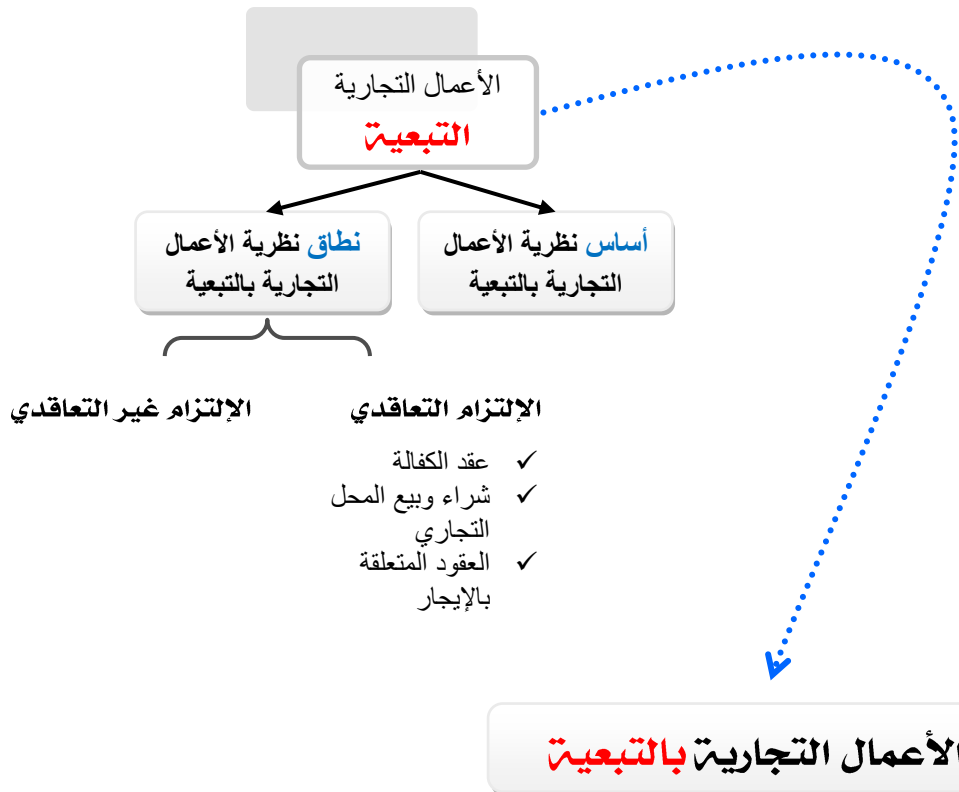 الأعمال التجارية
التبعية
أساس نظرية الأعمال
التجارية بالتبعية
نطاق نظرية الأعمال
التجارية بالتبعية
الإلتزام التعاقدي
✓ عقد الكفالة
✓ شراء وبيع المحل
التجاري
✓ العقود المتعلقة
بالإيجار
الإلتزام غير التعاقدي
الأعمال التجارية بالتبعية